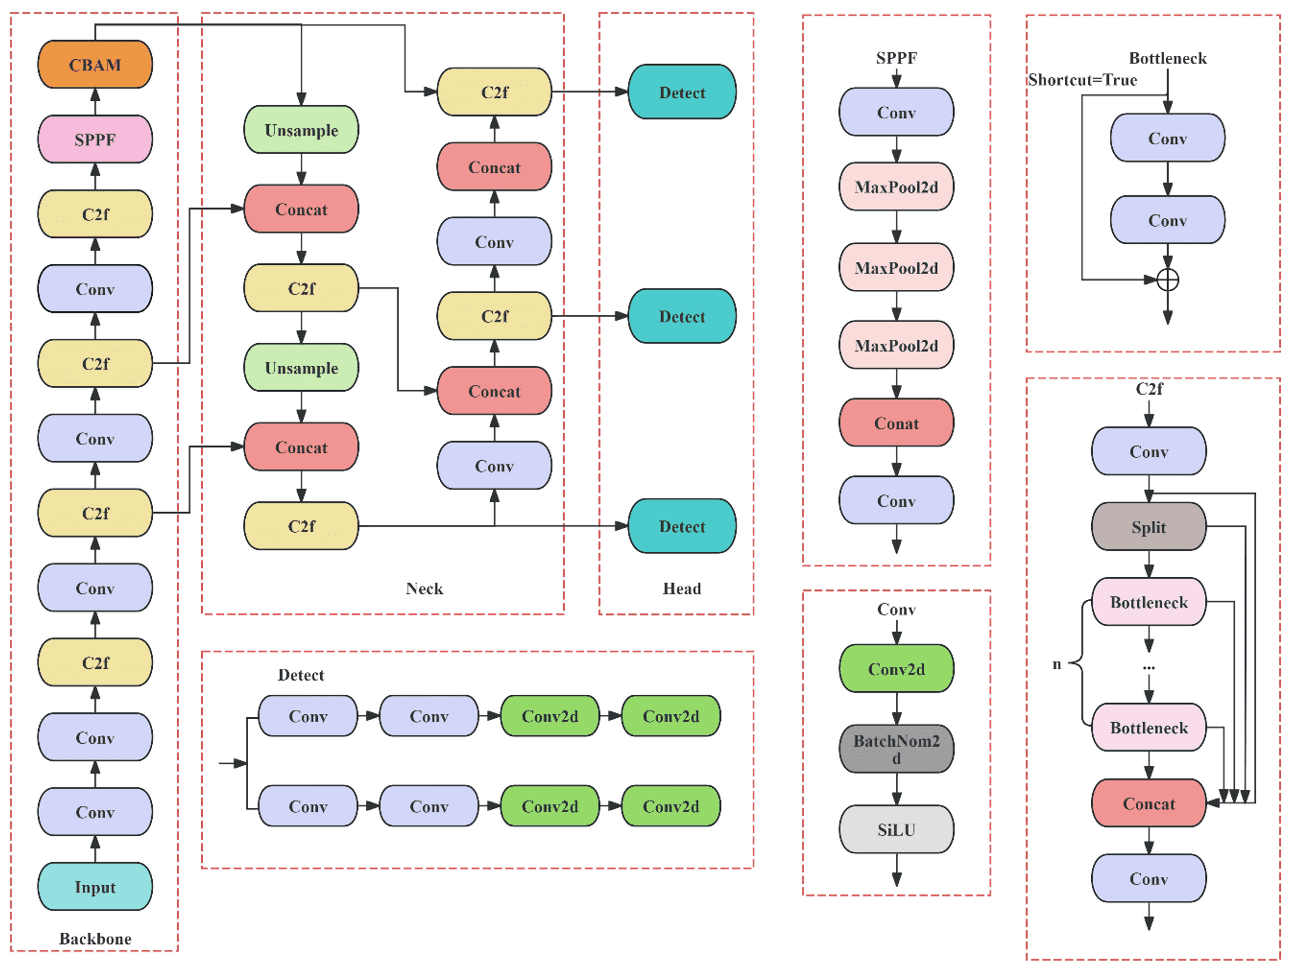 CBAM
SPPF
C2f
Conv
C2f
Conv
C2f
Conv
C2f
Conv
Conv
Input
Backbone
Unsample
Concat
C2f
Unsample
Concat
C2f
C2f
Concat
Conv
C2f
Concat
Conv
Neck
Detect
Detect
Detect
Head
Detect
Conv
Conv
Conv2d
Conv2d
Conv
Conv
Conv2d
Conv2d
SPPF
Conv
MaxPool2d
MaxPool2d
MaxPool2d
Conat
Conv
Conv
Conv2d
BatchNom2
d
SiLU
Bottleneck
Shortcut=True
Conv
Conv
C2f
Conv
Split
Bottleneck
...
n
Bottleneck
Concat
Conv